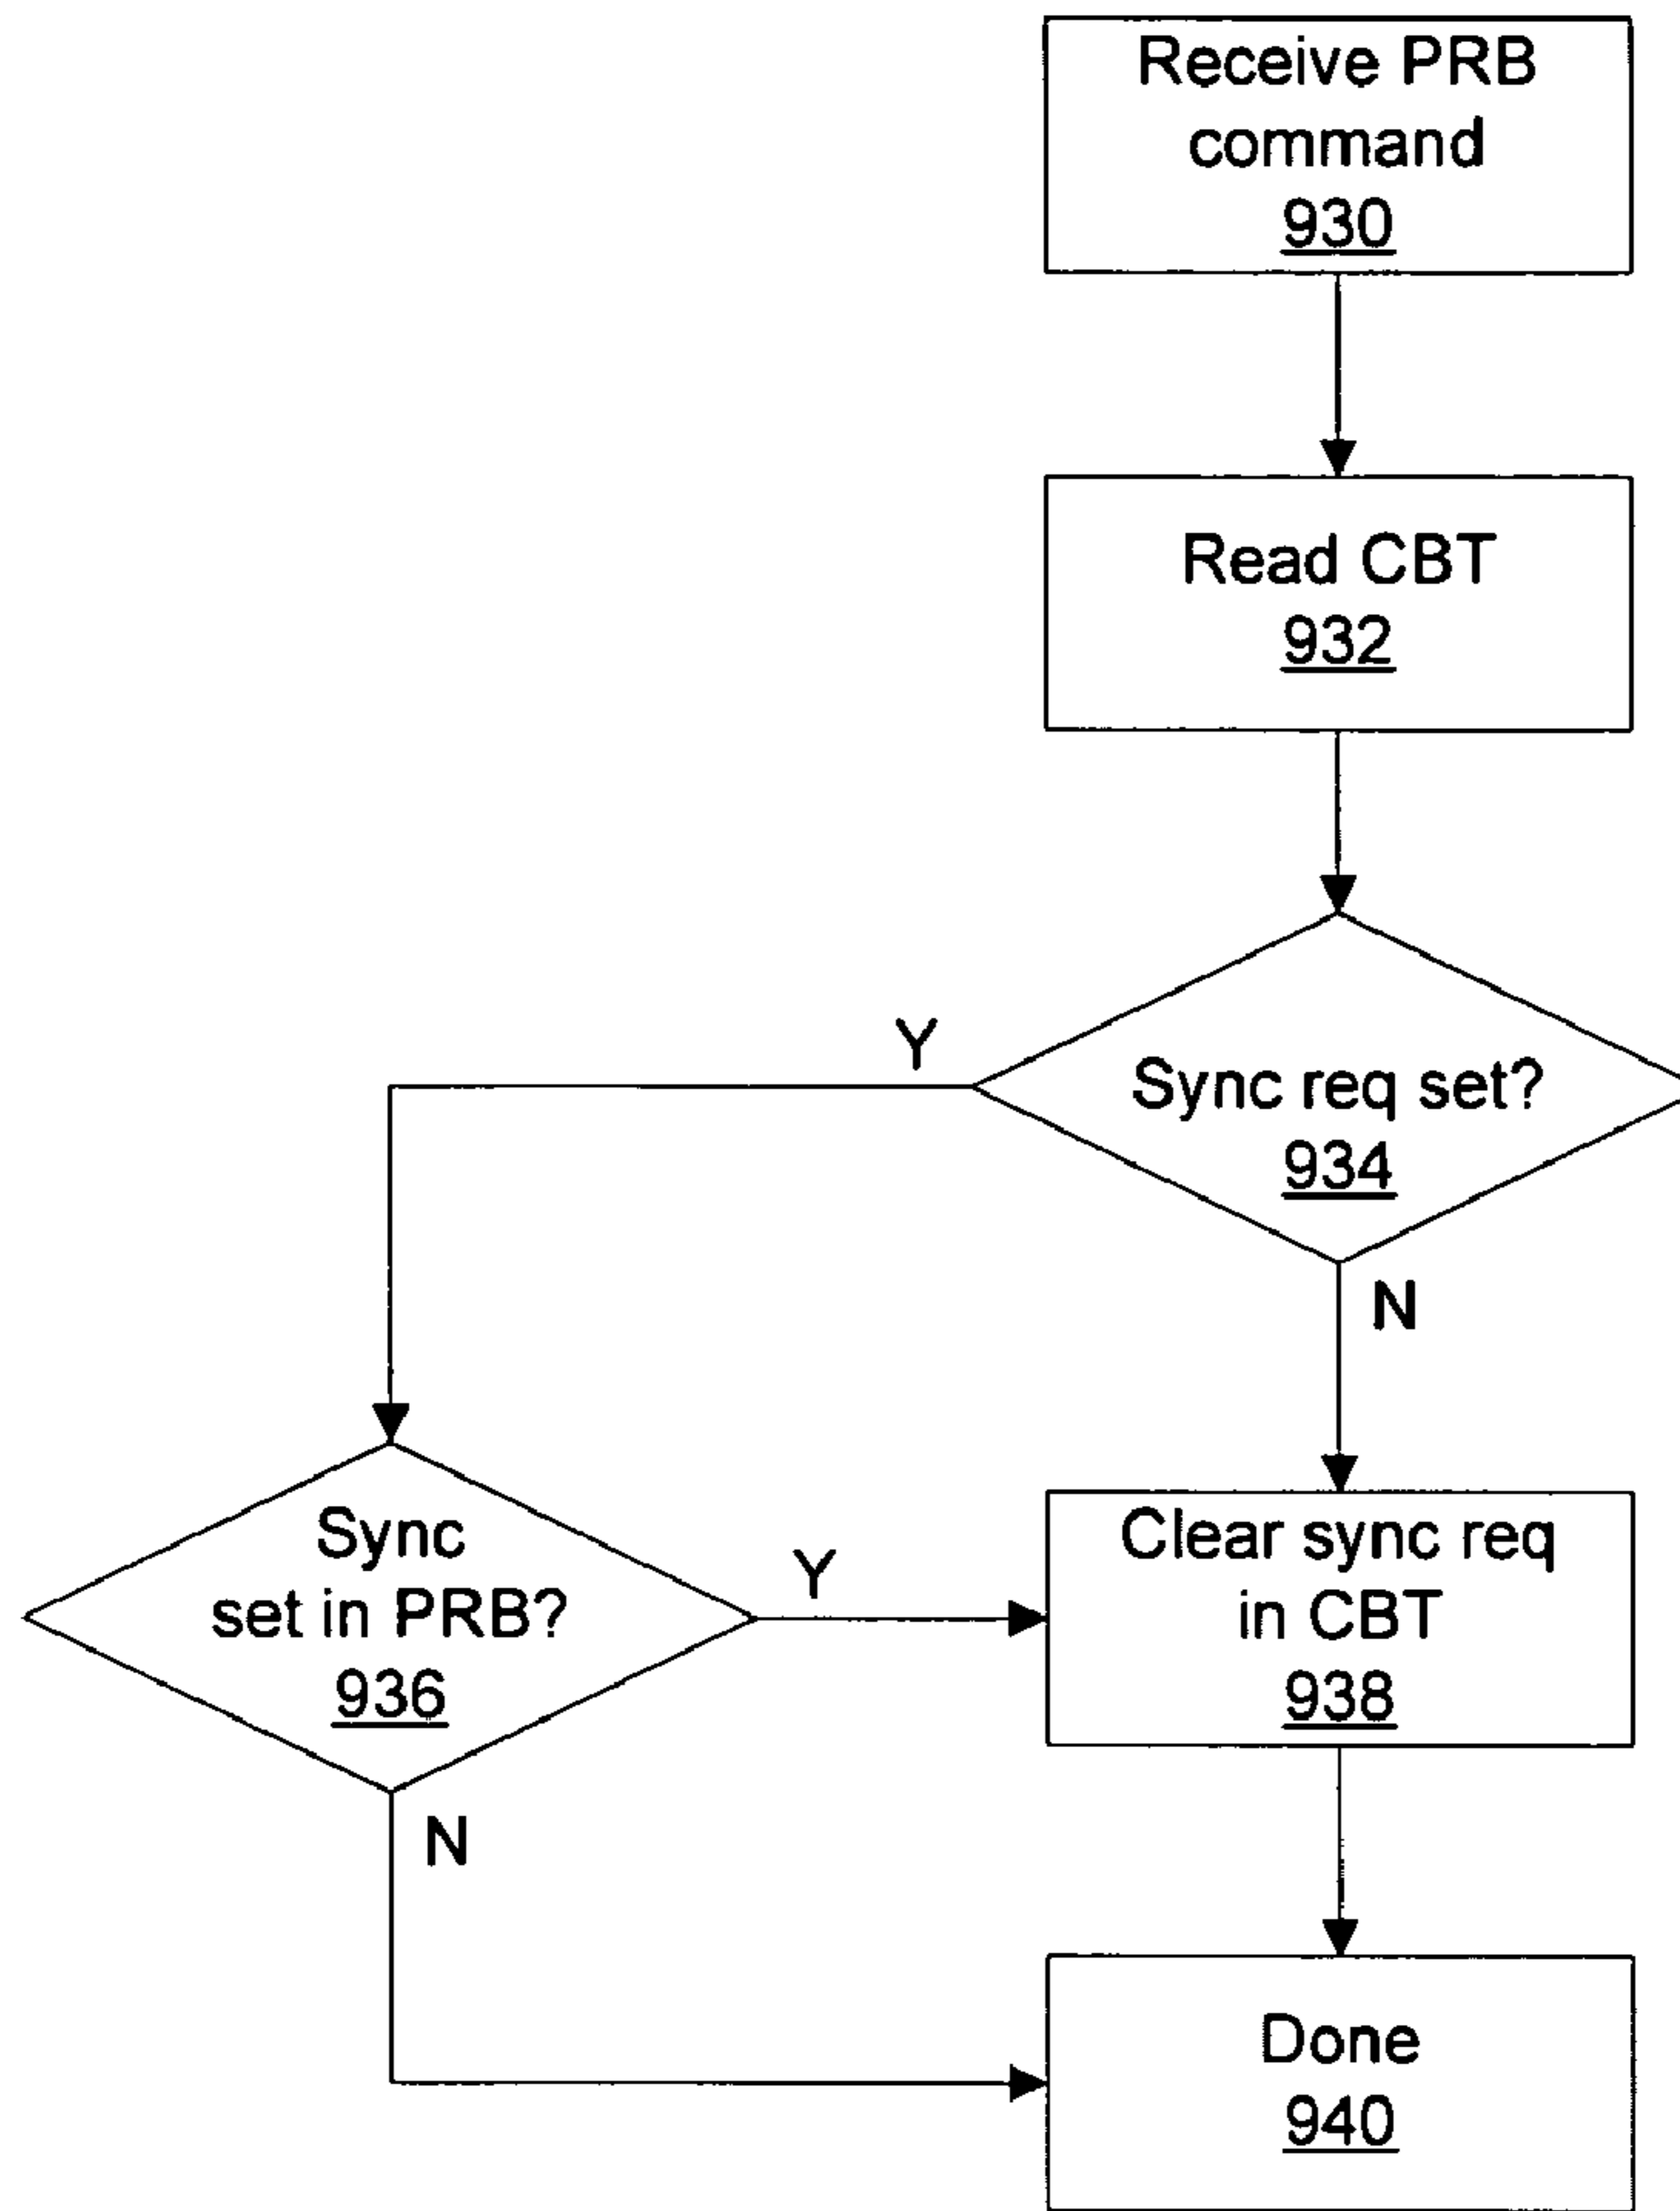 Receive PRB
command
930
Read CBT
932
Y
Sync req set?
934
N
Sync
set in PRB?
936
Y
Clear sync req
in CBT
938
N
Done
940